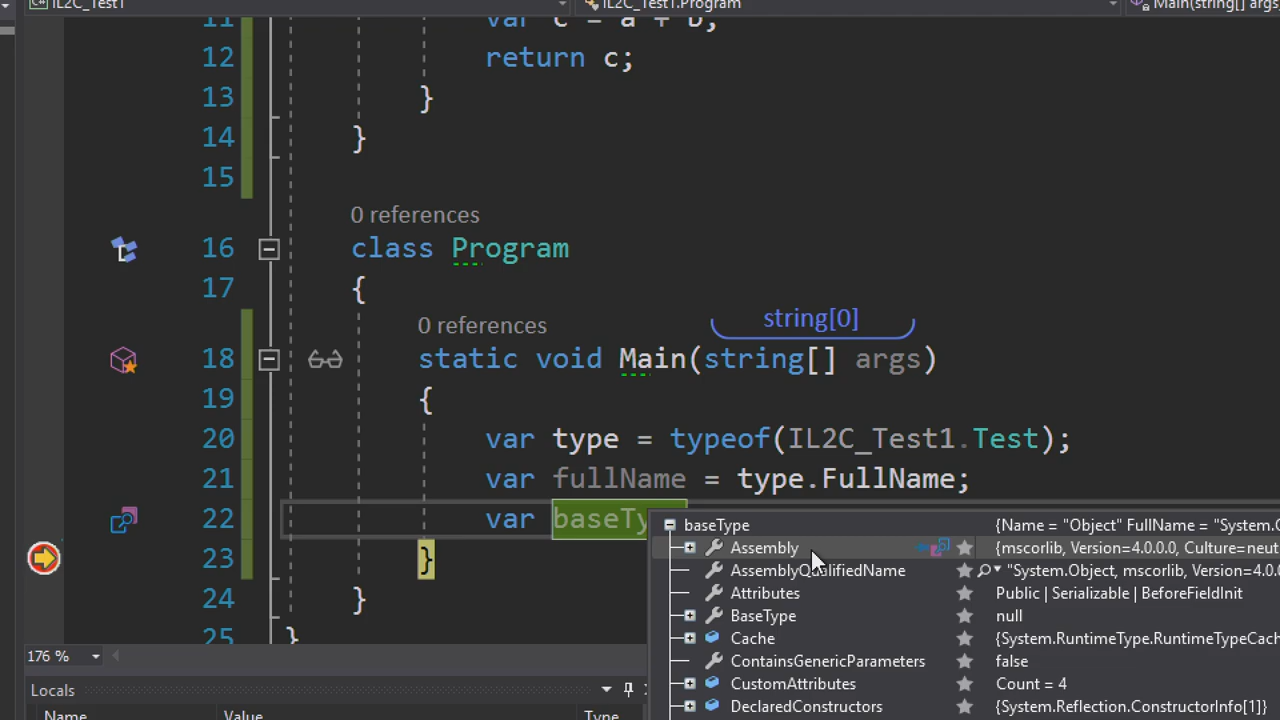 IL2C_Test1
IL2C_Test1.Program
Main(string[] args)
11 var c = a + b;
12 return c;
13 }
14 }
15
0 references
16 class Program
17 {
0 references
string[0]
18 static void Main(string[] args)
19 {
20 var type = typeof(IL2C_Test1.Test);
21 var fullName = type.FullName;
22 var baseTy
23 }
24 }
25 }
baseType {Name = "Object" FullName = "System.O
Assembly {mscorlib, Version=4.0.0.0, Culture=neut
AssemblyQualifiedName "System.Object, mscorlib, Version=4.0.0
Attributes Public | Serializable | BeforeFieldInit
BaseType null
Cache {System.RuntimeType.RuntimeTypeCach
ContainsGenericParameters false
CustomAttributes Count = 4
DeclaredConstructors {System.Reflection.ConstructorInfo[1]}
176 %
Locals
Name Value Type